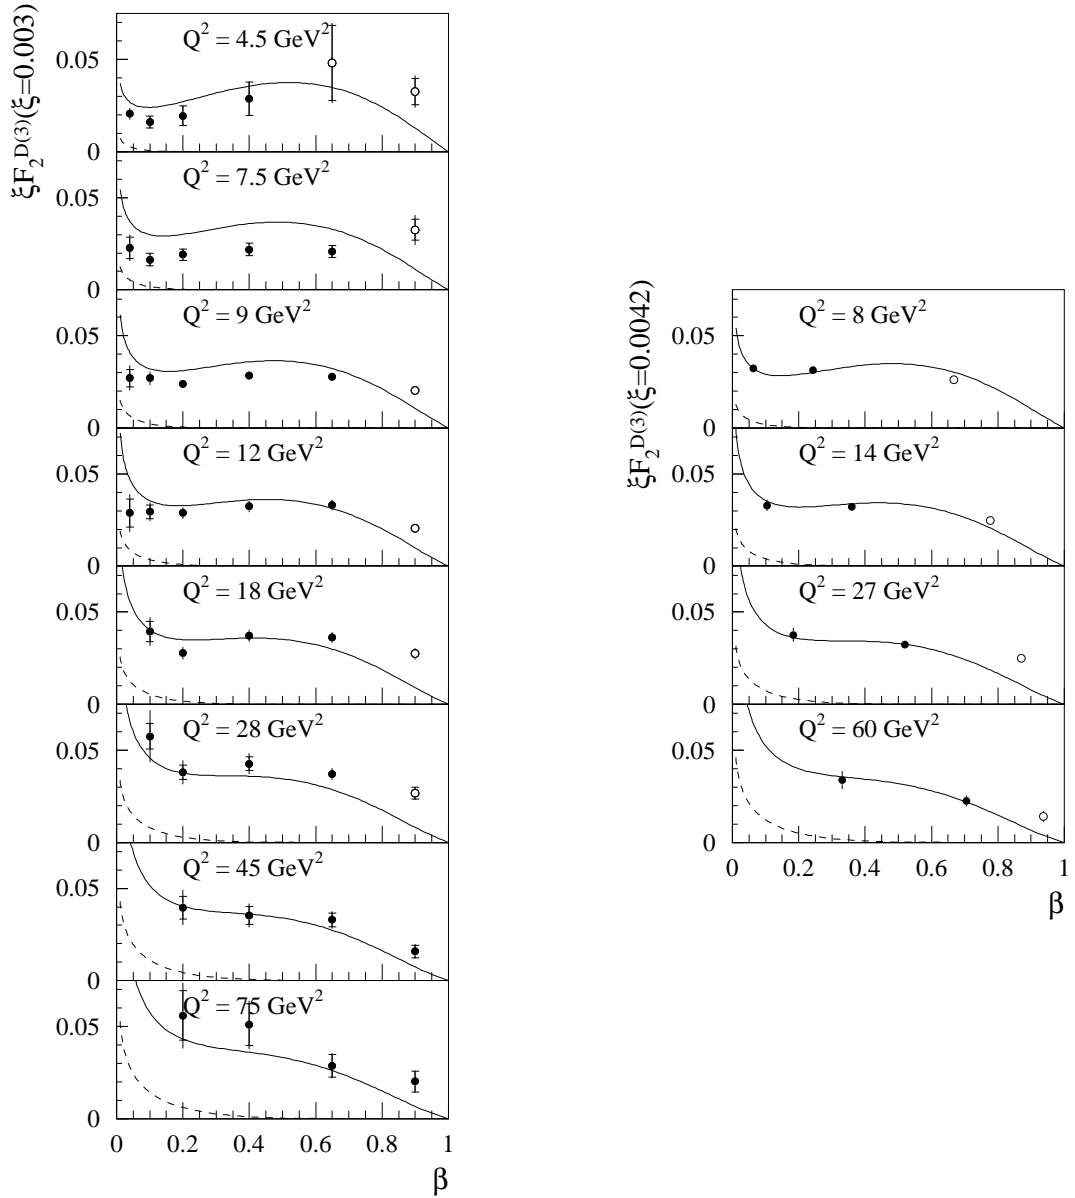 ξF₂ᴰ⁽³⁾(ξ=0.003)
Q² = 4.5 GeV²
0.05
0
Q² = 7.5 GeV²
0.05
0
Q² = 9 GeV²
0.05
0
Q² = 12 GeV²
0.05
0
Q² = 18 GeV²
0.05
0
Q² = 28 GeV²
0.05
0
Q² = 45 GeV²
0.05
0
Q² = 75 GeV²
0.05
0
0 0.2 0.4 0.6 0.8 1
β
ξF₂ᴰ⁽³⁾(ξ=0.0042)
Q² = 8 GeV²
0.05
0
Q² = 14 GeV²
0.05
0
Q² = 27 GeV²
0.05
0
Q² = 60 GeV²
0.05
0
0 0.2 0.4 0.6 0.8 1
β